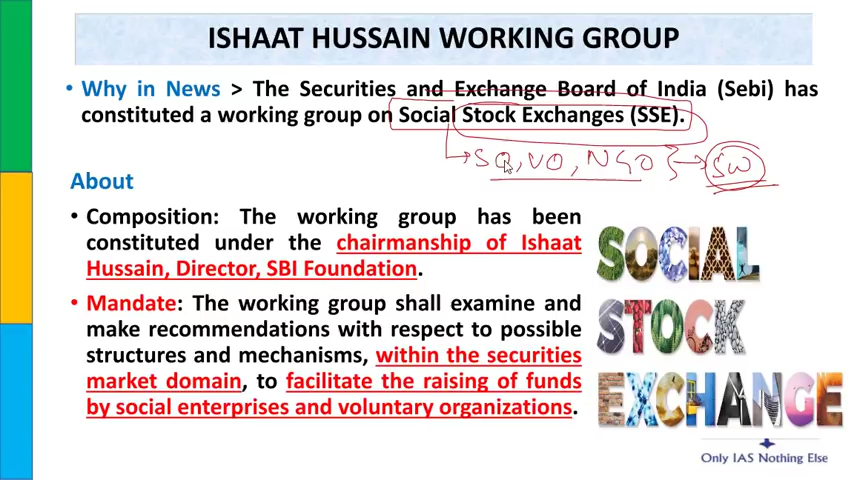 ISHAAT HUSSAIN WORKING GROUP
• Why in News > The Securities and Exchange Board of India (Sebi) has
constituted a working group on Social Stock Exchanges (SSE).
SO, VO, NGO → SW
About
• Composition: The working group has been
constituted under the chairmanship of Ishaat
Hussain, Director, SBI Foundation.
• Mandate: The working group shall examine and
make recommendations with respect to possible
structures and mechanisms, within the securities
market domain, to facilitate the raising of funds
by social enterprises and voluntary organizations.
SOCIAL
STOCK
EXCHANGE
Only IAS Nothing Else